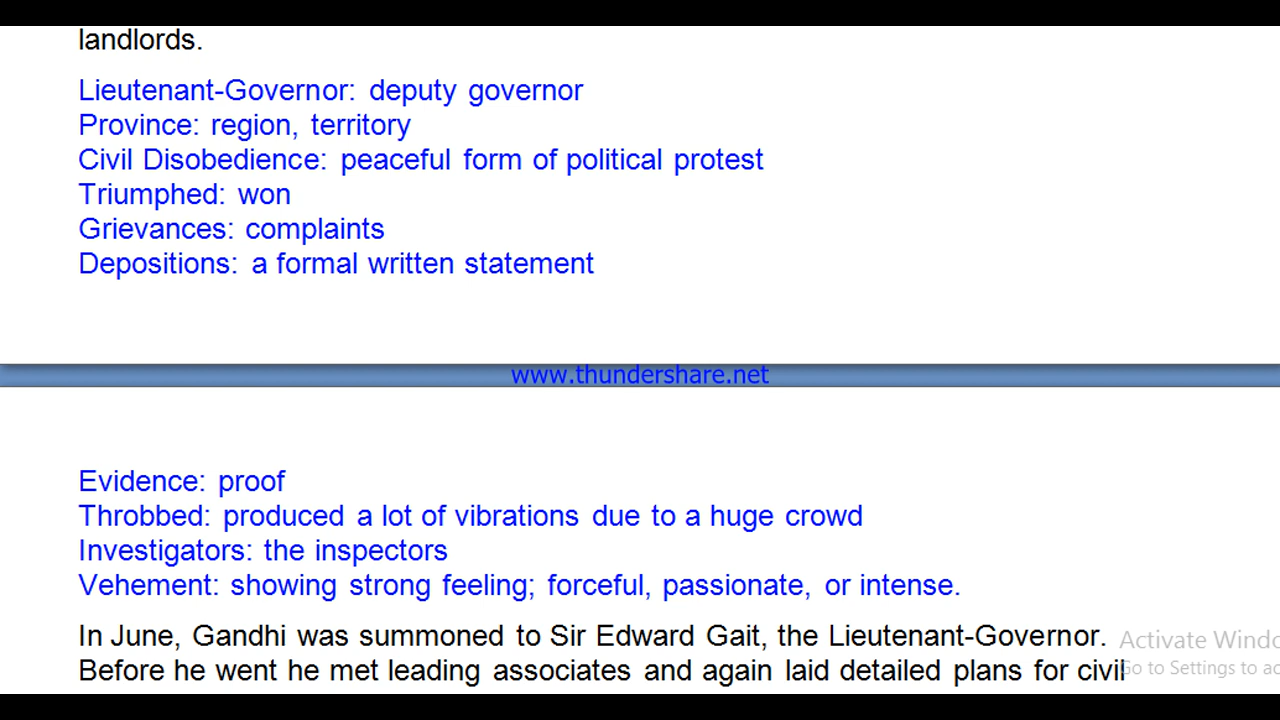 landlords.
Lieutenant-Governor: deputy governor
Province: region, territory
Civil Disobedience: peaceful form of political protest
Triumphed: won
Grievances: complaints
Depositions: a formal written statement
www.thundershare.net
Evidence: proof
Throbbed: produced a lot of vibrations due to a huge crowd
Investigators: the inspectors
Vehement: showing strong feeling; forceful, passionate, or intense.
In June, Gandhi was summoned to Sir Edward Gait, the Lieutenant-Governor.
Before he went he met leading associates and again laid detailed plans for civil
Activate Windo
Go to Settings to ac